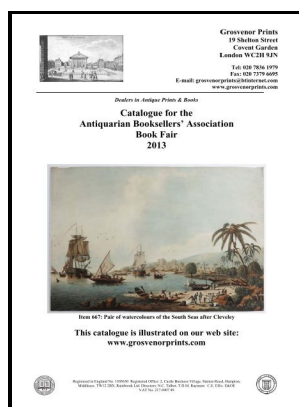 Grosvenor Prints
19 Shelton Street
Covent Garden
London WC2H 9JN
Tel: 020 7836 1979
Fax: 020 7379 6695
E-mail: grosvenorprints@btinternet.com
www.grosvenorprints.com
Dealers in Antique Prints & Books
Catalogue for the
Antiquarian Booksellers' Association
Book Fair
2013
Item 667: Pair of watercolours of the South Seas after Cleveley
This catalogue is illustrated on our web site:
www.grosvenorprints.com